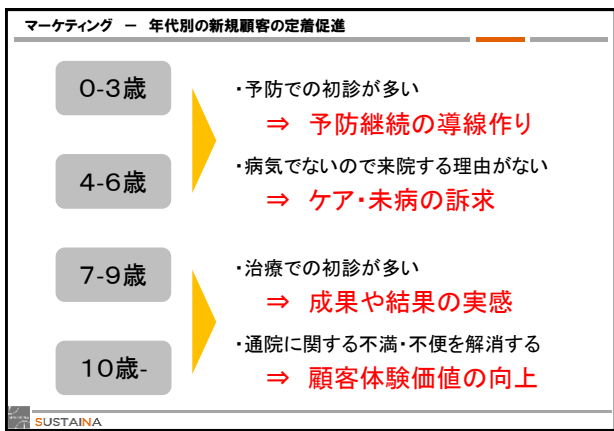 マーケティング － 年代別の新規顧客の定着促進
0-3歳
・予防での初診が多い
⇒ 予防継続の導線作り
4-6歳
・病気でないので来院する理由がない
⇒ ケア・未病の訴求
7-9歳
・治療での初診が多い
⇒ 成果や結果の実感
10歳-
・通院に関する不満・不便を解消する
⇒ 顧客体験価値の向上
SUSTAINA